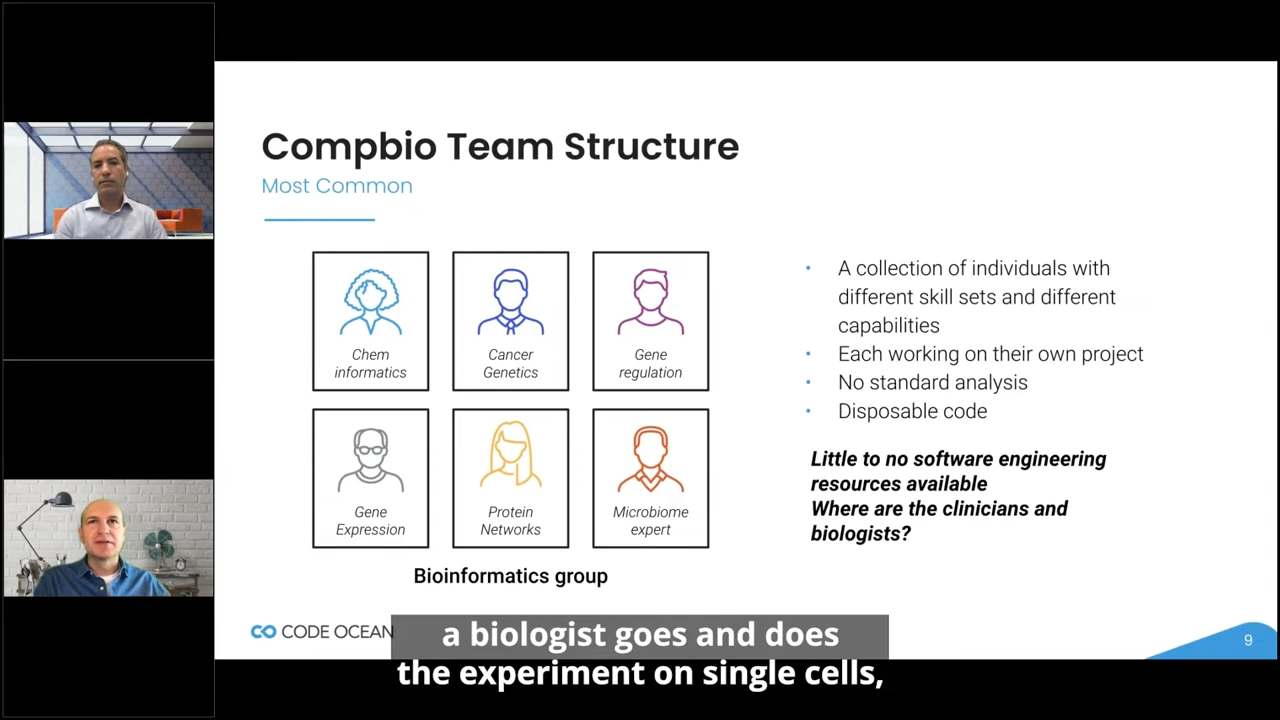 Compbio Team Structure
Most Common
Chem
informatics
Cancer
Genetics
Gene
regulation
Gene
Expression
Protein
Networks
Microbiome
expert
Bioinformatics group
• A collection of individuals with
different skill sets and different
capabilities
• Each working on their own project
• No standard analysis
• Disposable code
Little to no software engineering
resources available
Where are the clinicians and
biologists?
CODE OCEAN
9
a biologist goes and does
the experiment on single cells,